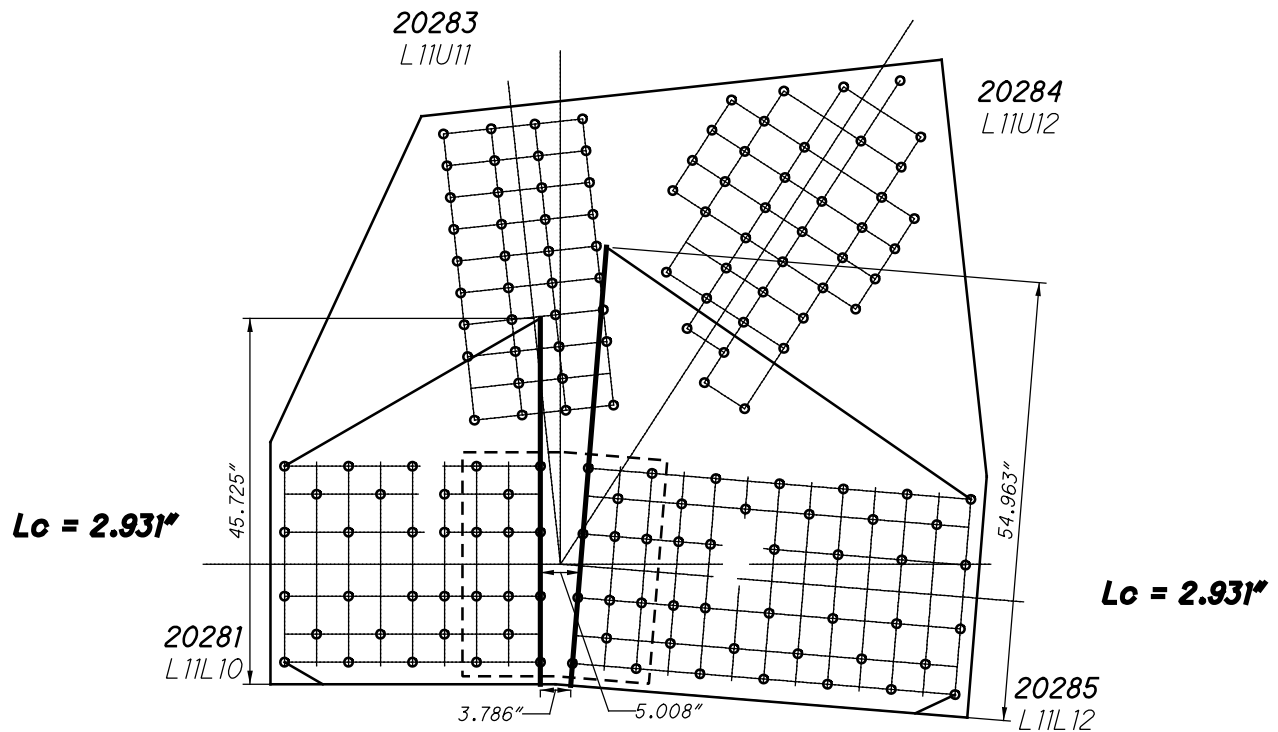 20283
L11U11
20284
L11U12
45.725"
54.963"
Lc = 2.931"
Lc = 2.931"
20281
L11L10
20285
L11L12
3.786"
5.008"